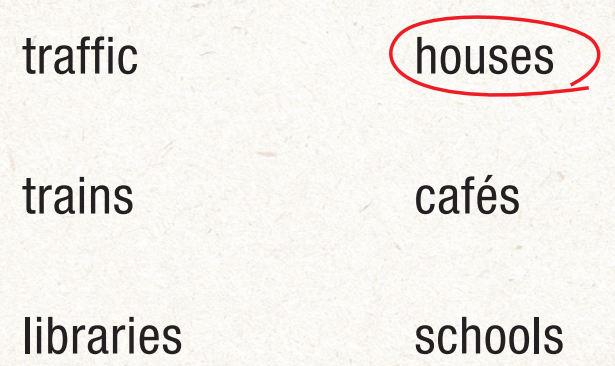 traffic houses
trains cafés
libraries schools